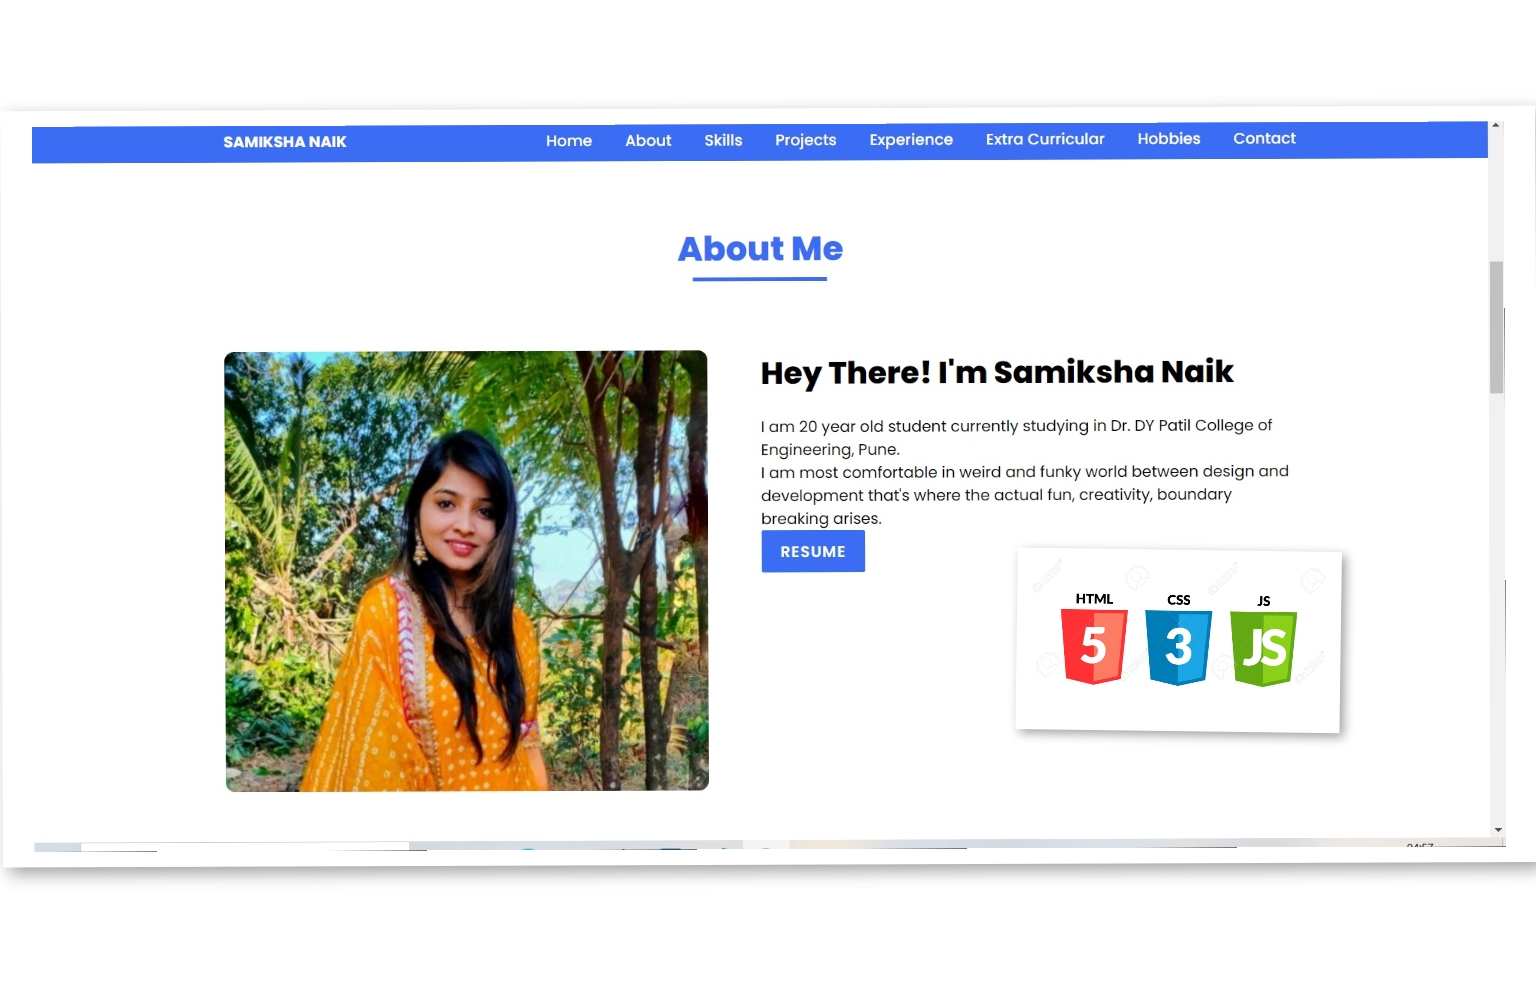 SAMIKSHA NAIK
Home About Skills Projects Experience Extra Curricular Hobbies Contact
About Me
Hey There! I'm Samiksha Naik
I am 20 year old student currently studying in Dr. DY Patil College of
Engineering, Pune.
I am most comfortable in weird and funky world between design and
development that's where the actual fun, creativity, boundary
breaking arises.
RESUME
HTML CSS JS
5 3 JS